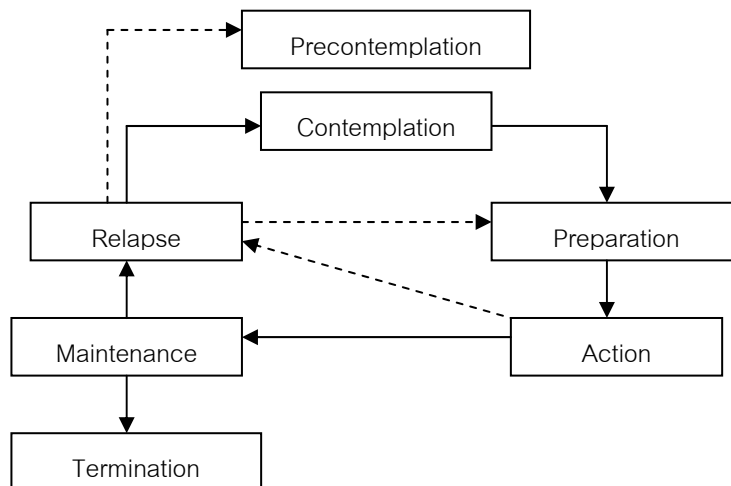 Precontemplation
Contemplation
Relapse
Preparation
Maintenance
Action
Termination